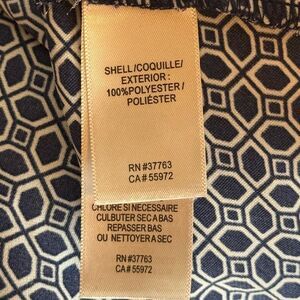 SHELL/COQUILLE/
EXTERIOR:
100%POLYESTER/
POLIÉSTER
RN #37763
CA# 55972
CHLORE SI NECESSAIRE
CULBUTER SEC A BAS
REPASSER BAS
OU NETTOYER A SEC
RN #37763
CA# 55972